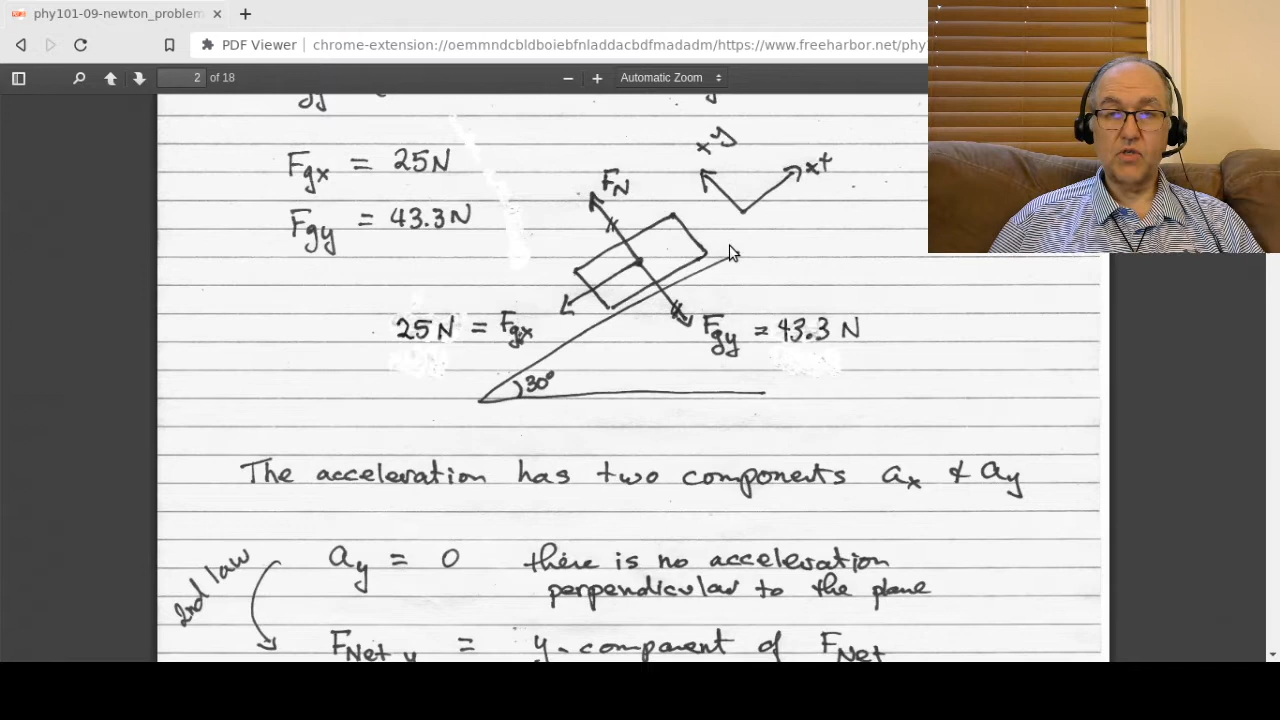 phy101-09-newton_problem
PDF Viewer chrome-extension://oemmndcbldboiebfnladdacbdfmadadm/https://www.freeharbor.net/phy
2 of 18
Automatic Zoom
gy
y
Fgx = 25N
Fgy = 43.3N
FN
+y
x+
25N = Fgx
Fgy = 43.3 N
30°
The acceleration has two components ax & ay
2nd law
ay = 0 there is no acceleration
perpendicular to the plane
FNet y = y-component of FNet